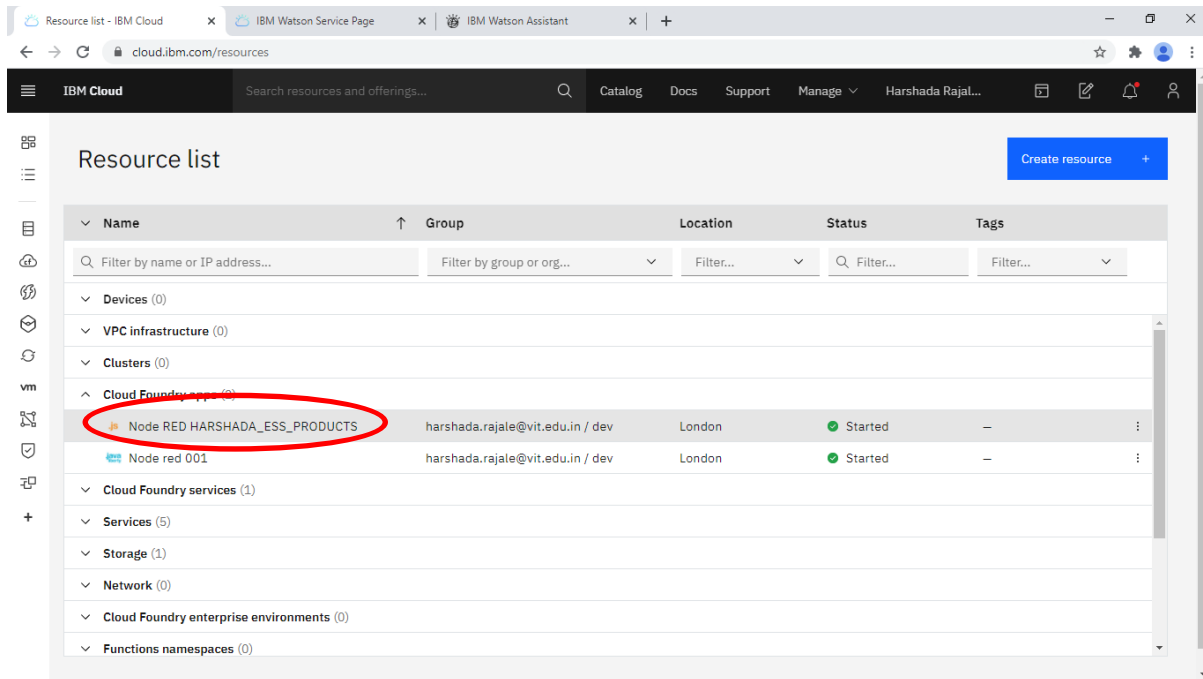 Resource list - IBM Cloud
IBM Watson Service Page
IBM Watson Assistant
cloud.ibm.com/resources
IBM Cloud
Search resources and offerings...
Catalog
Docs
Support
Manage
Harshada Rajal...
Resource list
Create resource +
Name
Group
Location
Status
Tags
Filter by name or IP address...
Filter by group or org...
Filter...
Filter...
Filter...
Devices (0)
VPC infrastructure (0)
Clusters (0)
Cloud Foundry apps (2)
Node RED HARSHADA_ESS_PRODUCTS harshada.rajale@vit.edu.in / dev London Started –
Node red 001 harshada.rajale@vit.edu.in / dev London Started –
Cloud Foundry services (1)
Services (5)
Storage (1)
Network (0)
Cloud Foundry enterprise environments (0)
Functions namespaces (0)
vm